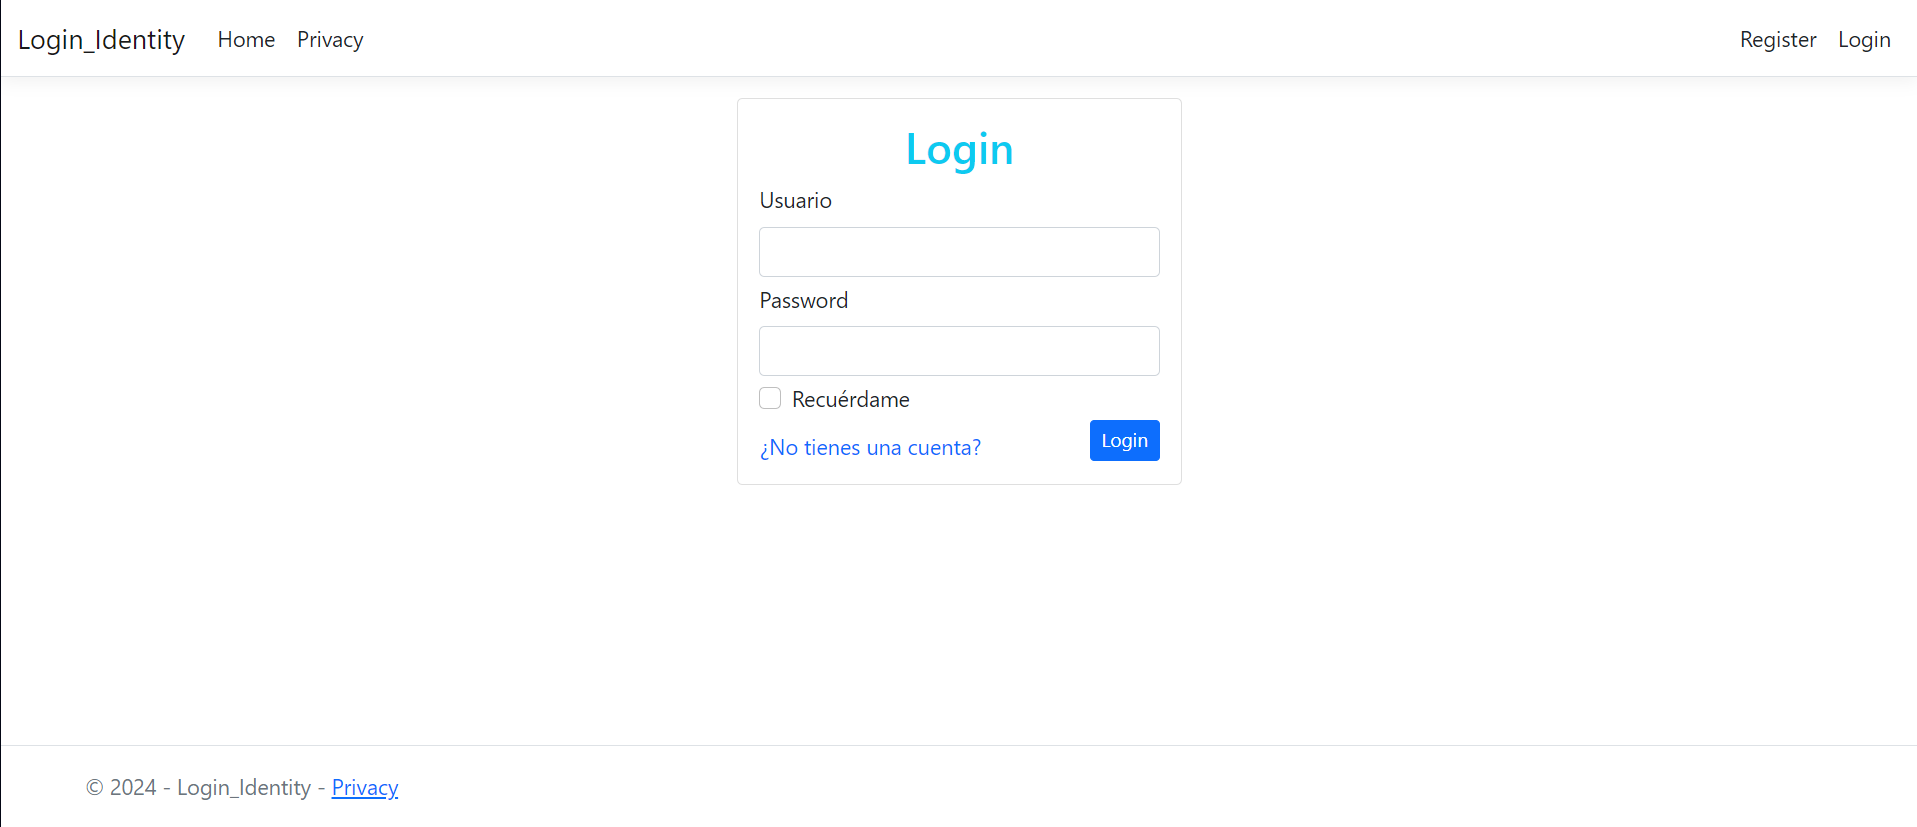 Login_Identity Home Privacy Register Login
Login
Usuario
Password
Recuérdame
¿No tienes una cuenta? Login
© 2024 - Login_Identity - Privacy